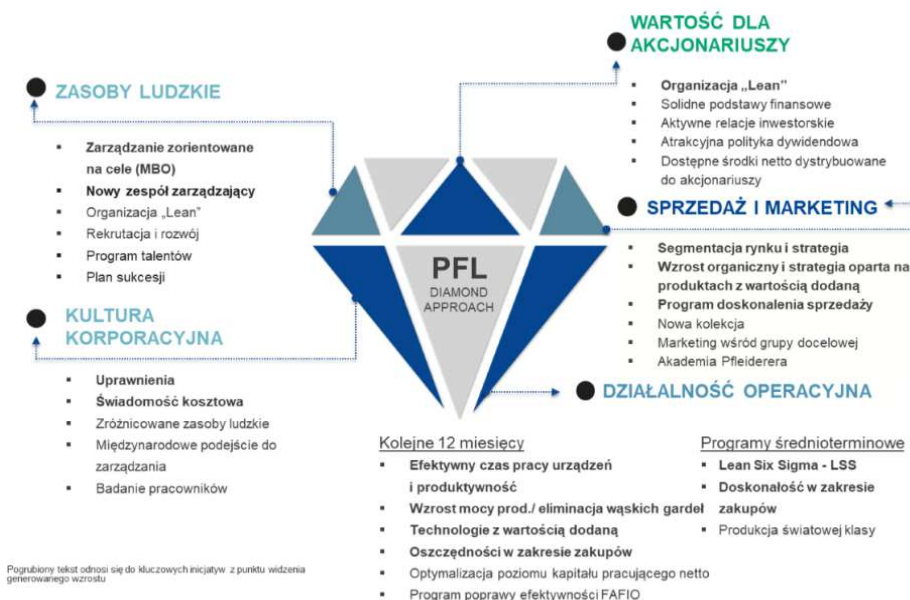 WARTOŚĆ DLA
AKCJONARIUSZY
▪ Organizacja „Lean”
▪ Solidne podstawy finansowe
▪ Aktywne relacje inwestorskie
▪ Atrakcyjna polityka dywidendowa
▪ Dostępne środki netto dystrybuowane
do akcjonariuszy
ZASOBY LUDZKIE
▪ Zarządzanie zorientowane
na cele (MBO)
▪ Nowy zespół zarządzający
▪ Organizacja „Lean”
▪ Rekrutacja i rozwój
▪ Program talentów
▪ Plan sukcesji
SPRZEDAŻ I MARKETING
▪ Segmentacja rynku i strategia
▪ Wzrost organiczny i strategia oparta na
produktach z wartością dodaną
▪ Program doskonalenia sprzedaży
▪ Nowa kolekcja
▪ Marketing wśród grupy docelowej
▪ Akademia Pfleiderera
PFL
DIAMOND
APPROACH
KULTURA
KORPORACYJNA
▪ Uprawnienia
▪ Świadomość kosztowa
▪ Zróżnicowane zasoby ludzkie
▪ Międzynarodowe podejście do
zarządzania
▪ Badanie pracowników
DZIAŁALNOŚĆ OPERACYJNA
Kolejne 12 miesięcy
▪ Efektywny czas pracy urządzeń
i produktywność
▪ Wzrost mocy prod./ eliminacja wąskich gardeł
▪ Technologie z wartością dodaną
▪ Oszczędności w zakresie zakupów
▪ Optymalizacja poziomu kapitału pracującego netto
▪ Program poprawy efektywności FAFIO
Programy średnioterminowe
▪ Lean Six Sigma - LSS
▪ Doskonałość w zakresie
zakupów
▪ Produkcja światowej klasy
Pogrubiony tekst odnosi się do kluczowych inicjatyw z punktu widzenia
generowanego wzrostu